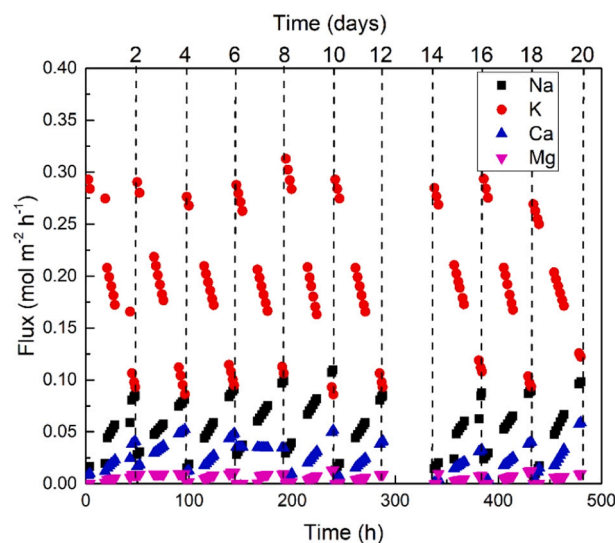 Time (days)
2 4 6 8 10 12 14 16 18 20
0.40
0.35
0.30
0.25
0.20
0.15
0.10
0.05
0.00
Flux (mol m⁻² h⁻¹)
Na
K
Ca
Mg
0 100 200 300 400 500
Time (h)